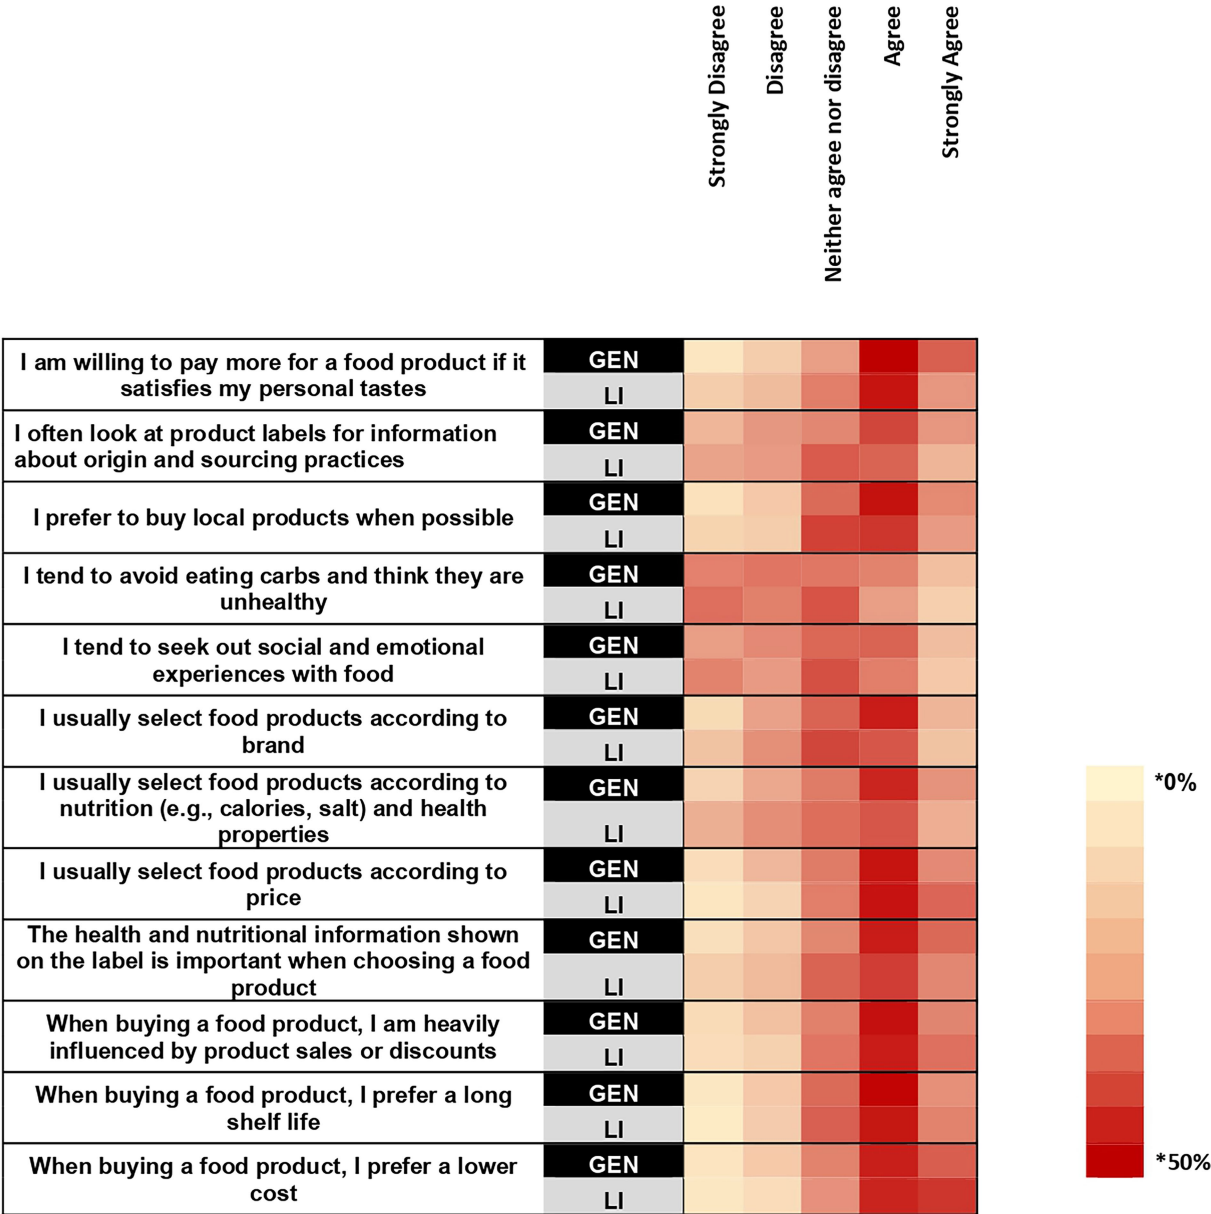 Strongly Disagree
Disagree
Neither agree nor disagree
Agree
Strongly Agree
I am willing to pay more for a food product if it
satisfies my personal tastes
GEN
LI
I often look at product labels for information
about origin and sourcing practices
GEN
LI
I prefer to buy local products when possible
GEN
LI
I tend to avoid eating carbs and think they are
unhealthy
GEN
LI
I tend to seek out social and emotional
experiences with food
GEN
LI
I usually select food products according to
brand
GEN
LI
I usually select food products according to
nutrition (e.g., calories, salt) and health
properties
GEN
LI
I usually select food products according to
price
GEN
LI
The health and nutritional information shown
on the label is important when choosing a food
product
GEN
LI
When buying a food product, I am heavily
influenced by product sales or discounts
GEN
LI
When buying a food product, I prefer a long
shelf life
GEN
LI
When buying a food product, I prefer a lower
cost
GEN
LI
*0%
*50%